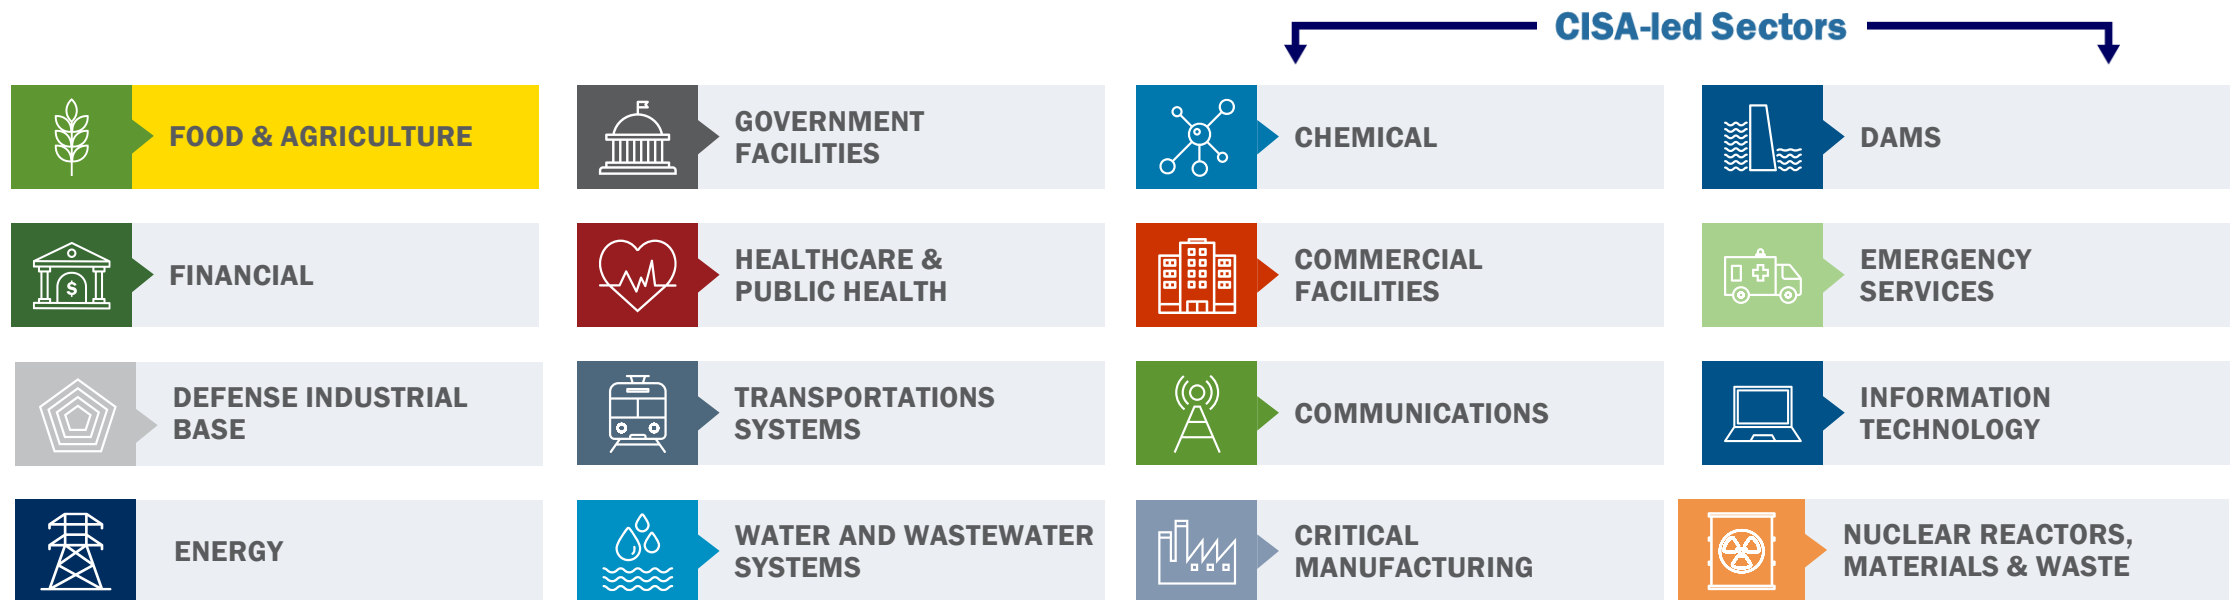 CISA-led Sectors
FOOD & AGRICULTURE
GOVERNMENT
FACILITIES
CHEMICAL
DAMS
FINANCIAL
$
HEALTHCARE &
PUBLIC HEALTH
COMMERCIAL
FACILITIES
EMERGENCY
SERVICES
DEFENSE INDUSTRIAL
BASE
TRANSPORTATIONS
SYSTEMS
COMMUNICATIONS
INFORMATION
TECHNOLOGY
ENERGY
WATER AND WASTEWATER
SYSTEMS
CRITICAL
MANUFACTURING
NUCLEAR REACTORS,
MATERIALS & WASTE